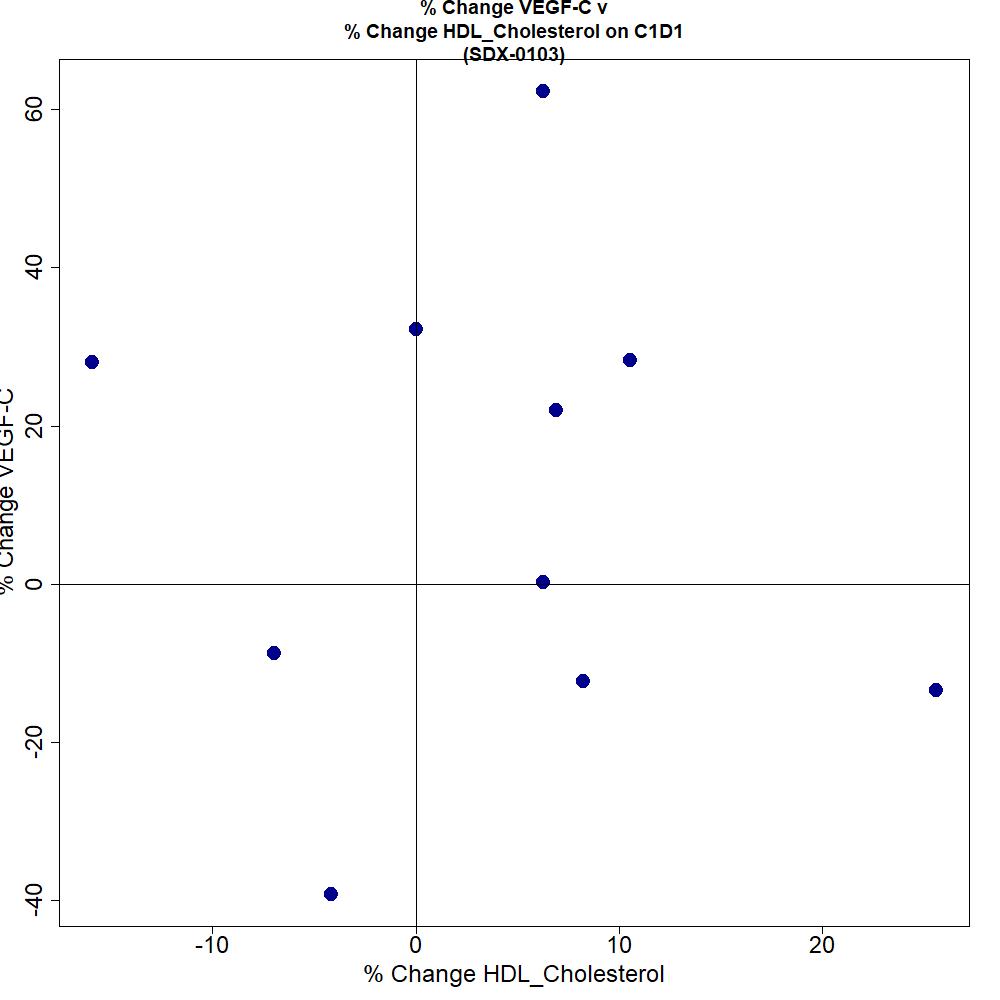 % Change VEGF-C v
% Change HDL_Cholesterol on C1D1
(SDX-0103)
% Change VEGF-C
60
40
20
0
-20
-40
-10
0
10
20
% Change HDL_Cholesterol